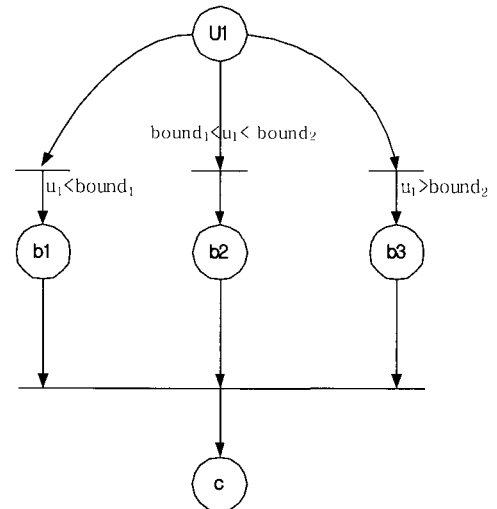 U1
bound₁<u₁< bound₂
u₁<bound₁
u₁>bound₂
b1
b2
b3
c